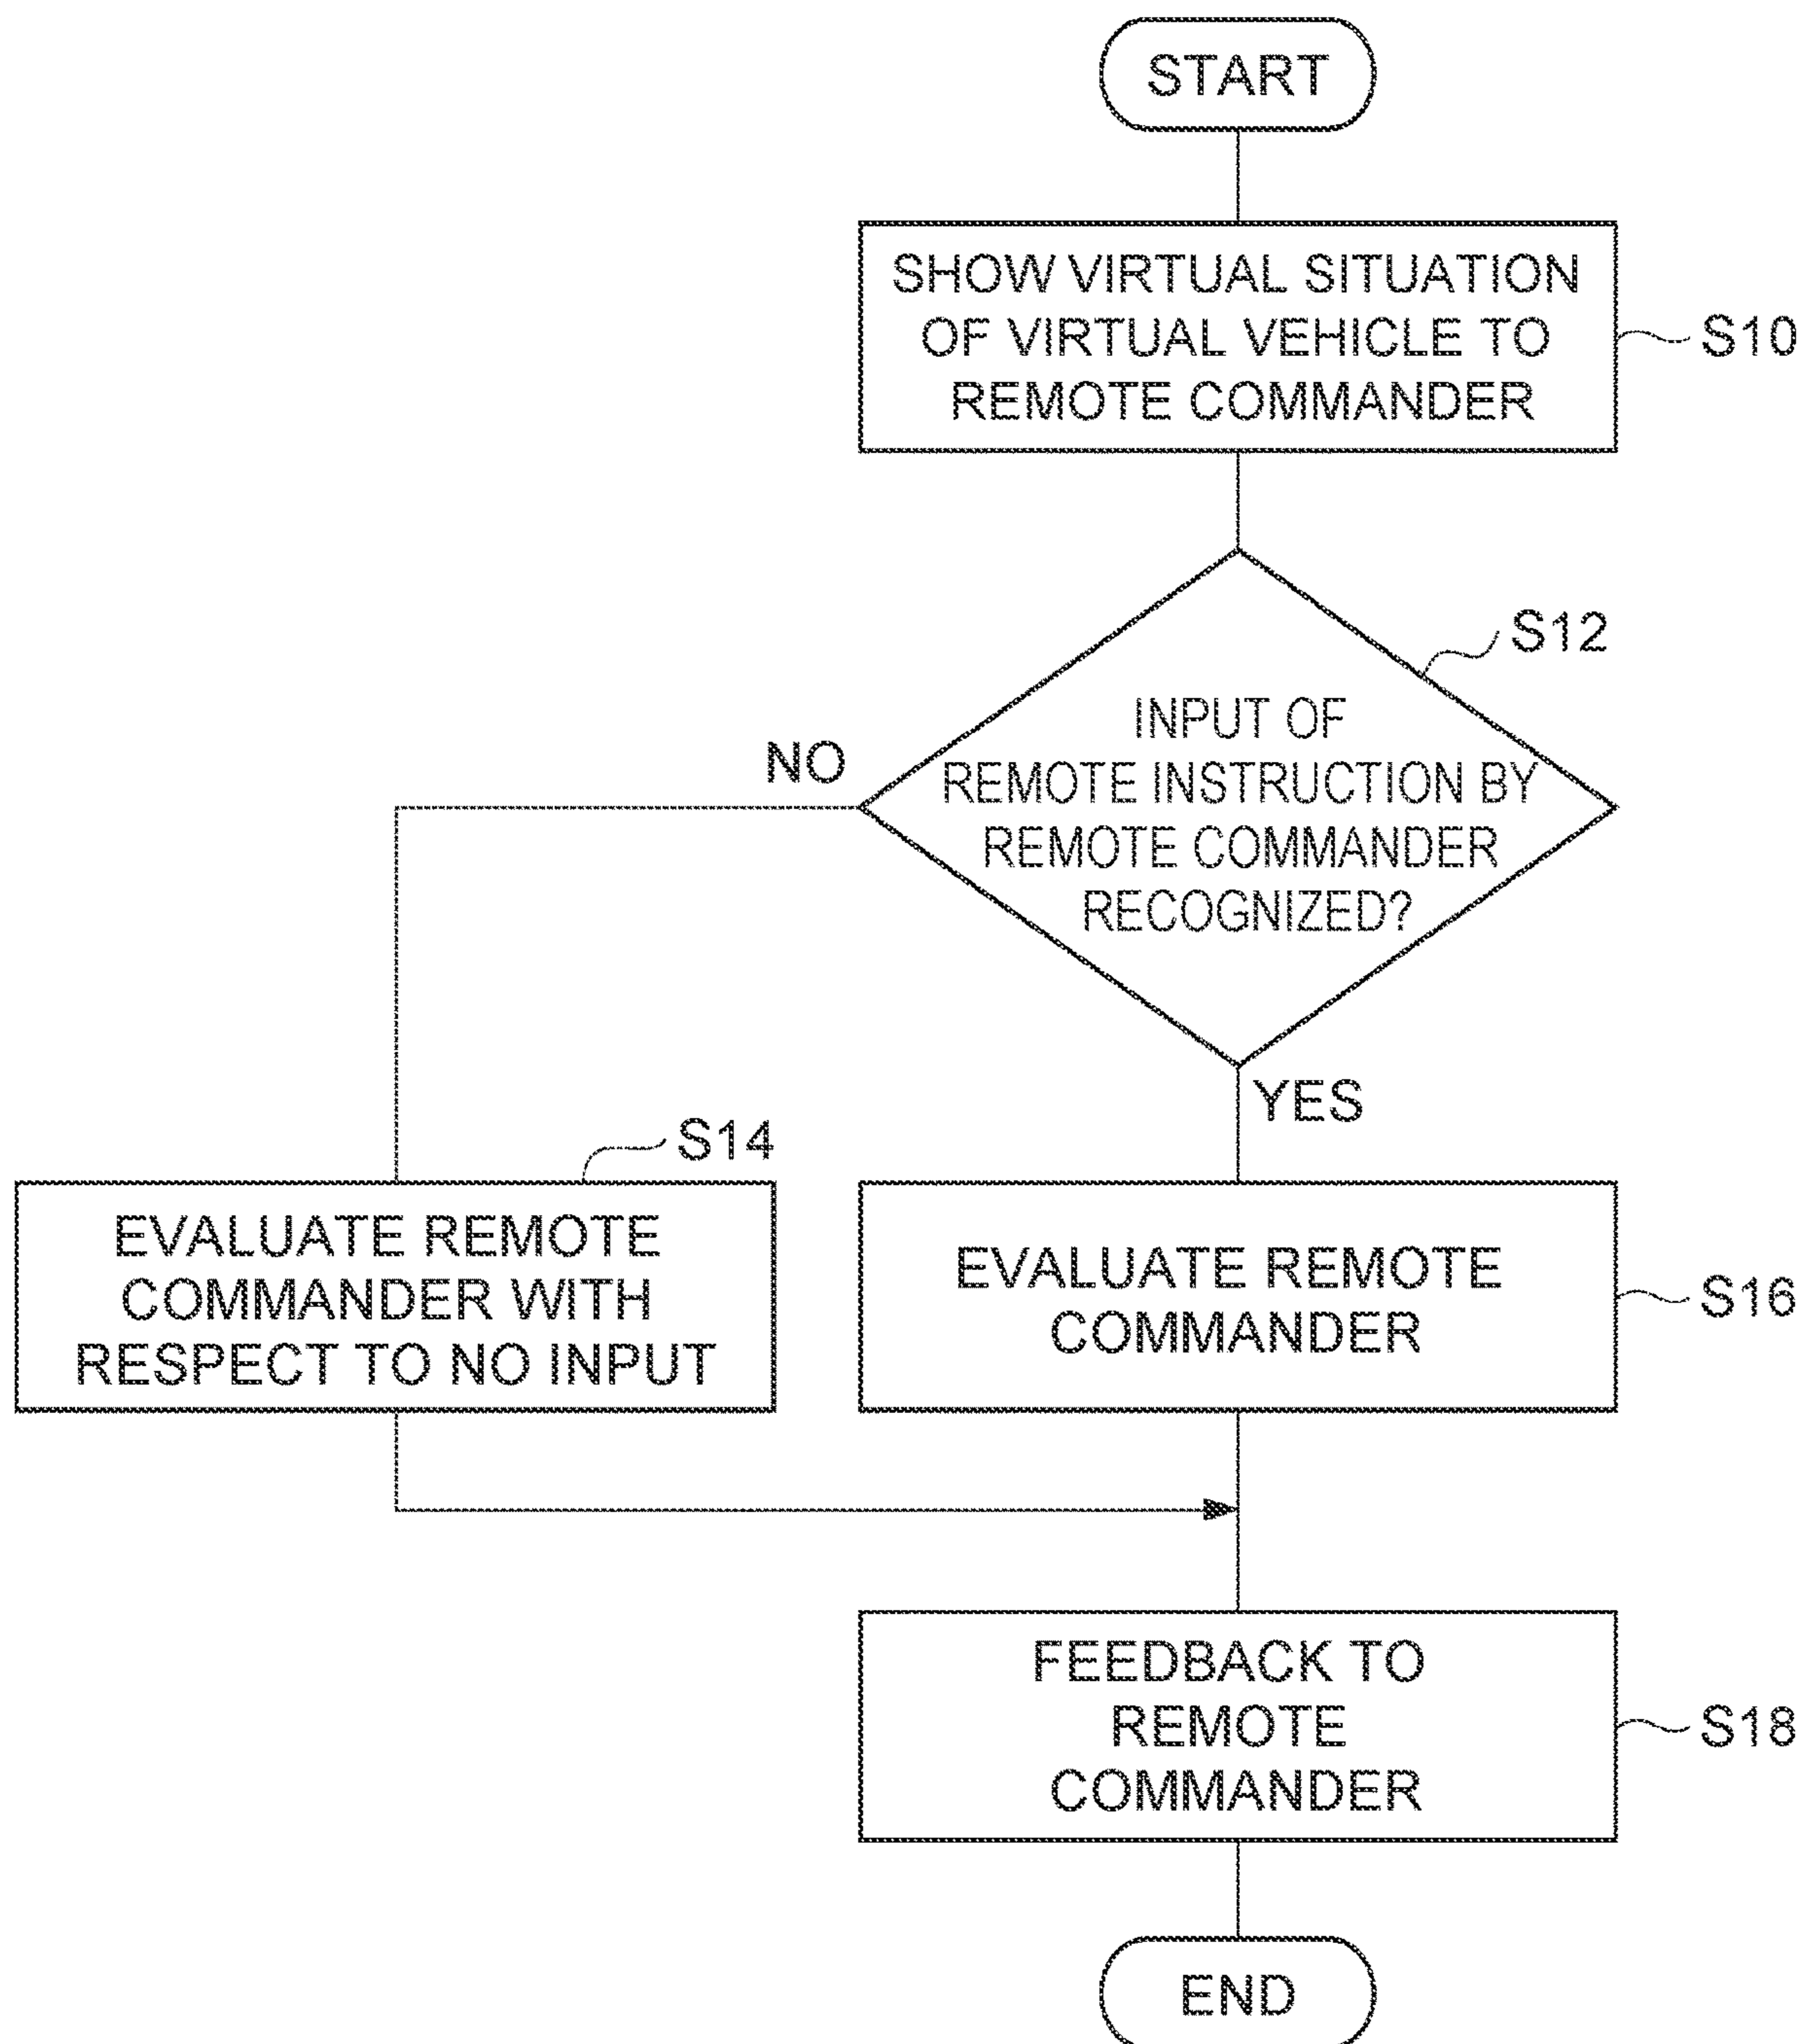 START
SHOW VIRTUAL SITUATION
OF VIRTUAL VEHICLE TO
REMOTE COMMANDER
S10
S12
INPUT OF
REMOTE INSTRUCTION BY
REMOTE COMMANDER
RECOGNIZED?
NO
YES
S14
EVALUATE REMOTE
COMMANDER WITH
RESPECT TO NO INPUT
EVALUATE REMOTE
COMMANDER
S16
FEEDBACK TO
REMOTE
COMMANDER
S18
END